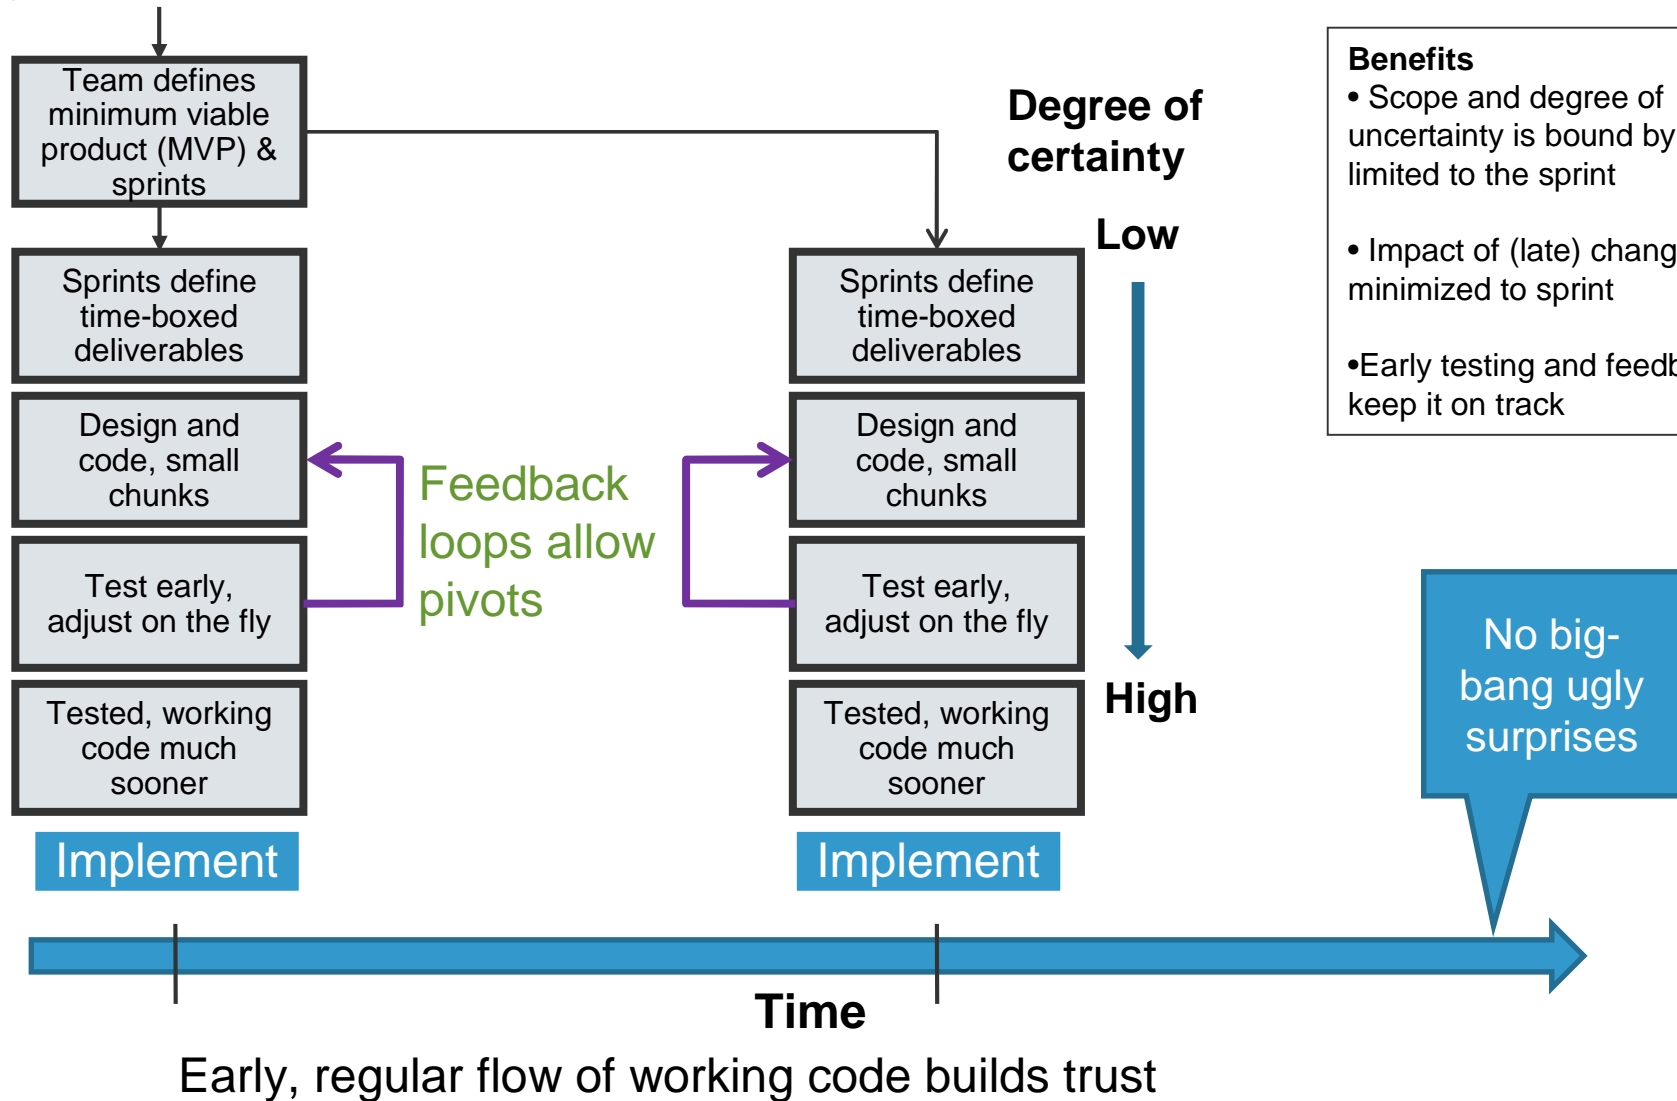 Team defines
minimum viable
product (MVP) &
sprints
Sprints define
time-boxed
deliverables
Design and
code, small
chunks
Test early,
adjust on the fly
Tested, working
code much
sooner
Implement
Feedback
loops allow
pivots
Sprints define
time-boxed
deliverables
Design and
code, small
chunks
Test early,
adjust on the fly
Tested, working
code much
sooner
Implement
Degree of
certainty
Low
High
Benefits
• Scope and degree of
uncertainty is bound by
limited to the sprint
• Impact of (late)
minimized to sprint
•Early testing and
keep it on track
No big-
bang ugly
surprises
Time
Early, regular flow of working code builds trust